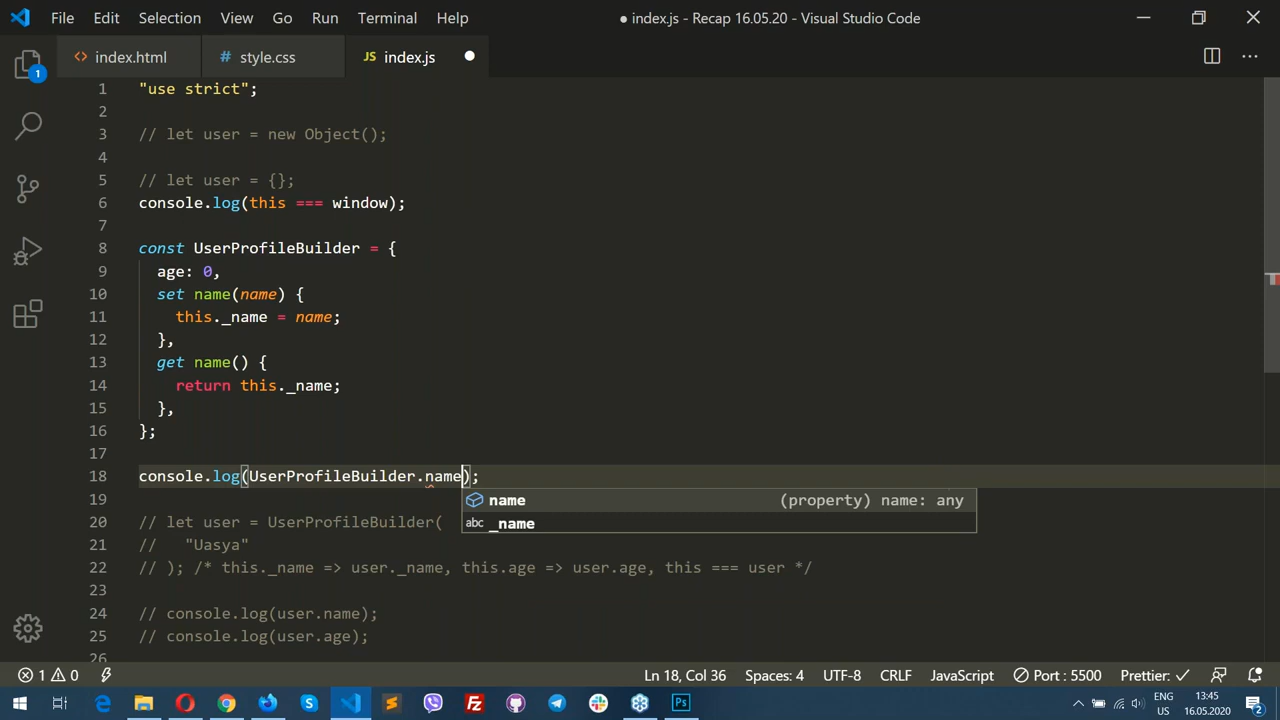 File Edit Selection View Go Run Terminal Help ● index.js - Recap 16.05.20 - Visual Studio Code
<> index.html # style.css JS index.js ●
1 "use strict";
2
3 // let user = new Object();
4
5 // let user = {};
6 console.log(this === window);
7
8 const UserProfileBuilder = {
9 age: 0,
10 set name(name) {
11 this._name = name;
12 },
13 get name() {
14 return this._name;
15 },
16 };
17
18 console.log(UserProfileBuilder.name);
name (property) name: any
19
abc _name
20 // let user = UserProfileBuilder(
21 // "Uasya"
22 // ); /* this._name => user._name, this.age => user.age, this === user */
23
24 // console.log(user.name);
25 // console.log(user.age);
26
1
1 0 Ln 18, Col 36 Spaces: 4 UTF-8 CRLF JavaScript Port : 5500 Prettier: ✓
ENG 13:45
US 16.05.2020 2
Ps